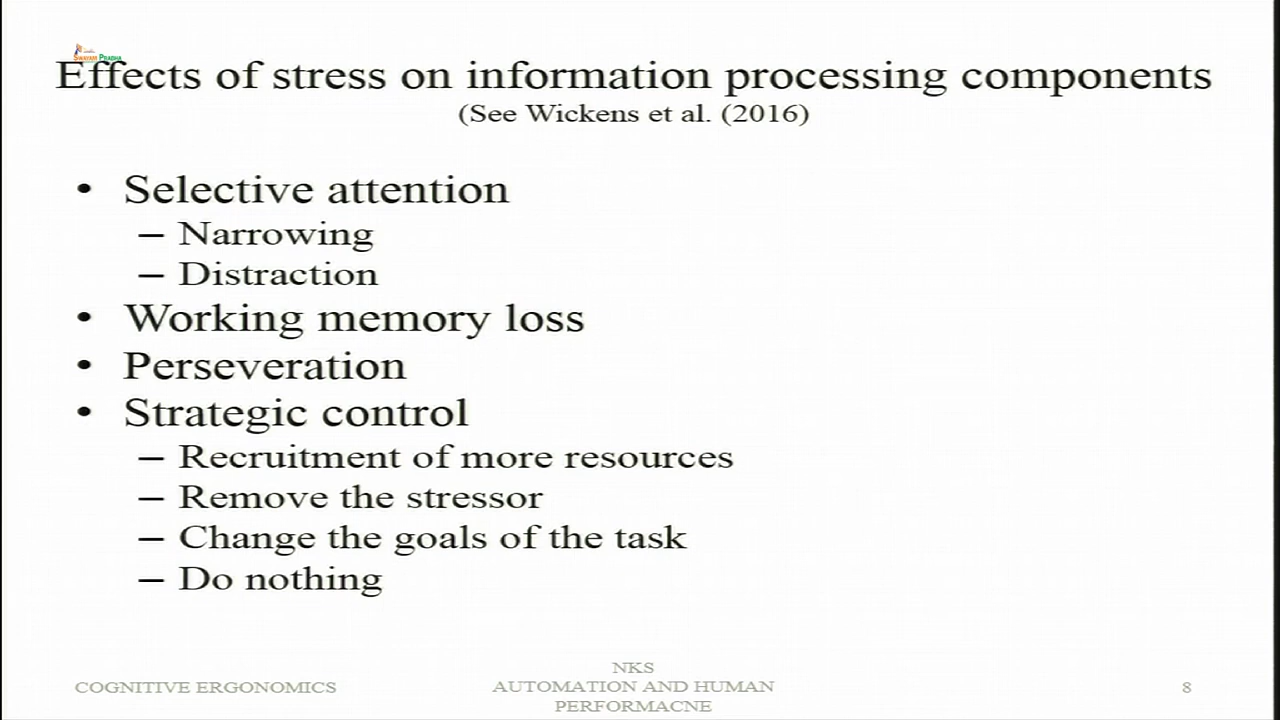 SWAYAM PRABHA
Effects of stress on information processing components
(See Wickens et al. (2016)
• Selective attention
– Narrowing
– Distraction
• Working memory loss
• Perseveration
• Strategic control
– Recruitment of more resources
– Remove the stressor
– Change the goals of the task
– Do nothing
COGNITIVE ERGONOMICS
NKS
AUTOMATION AND HUMAN
PERFORMACNE
8